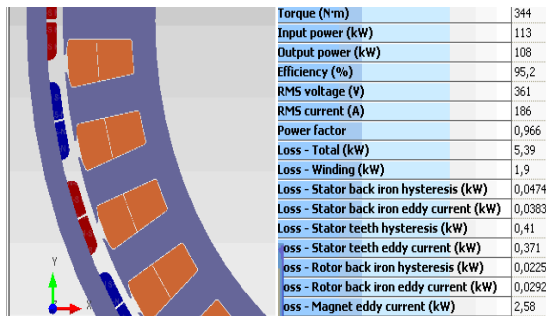 Torque (N·m) 344
Input power (kW) 113
Output power (kW) 108
Efficiency (%) 95,2
RMS voltage (V) 361
RMS current (A) 186
Power factor 0,966
Loss - Total (kW) 5,39
Loss - Winding (kW) 1,9
Loss - Stator back iron hysteresis (kW) 0,0474
Loss - Stator back iron eddy current (kW) 0,0383
Loss - Stator teeth hysteresis (kW) 0,41
oss - Stator teeth eddy current (kW) 0,371
oss - Rotor back iron hysteresis (kW) 0,0225
oss - Rotor back iron eddy current (kW) 0,0292
oss - Magnet eddy current (kW) 2,58
Y
X